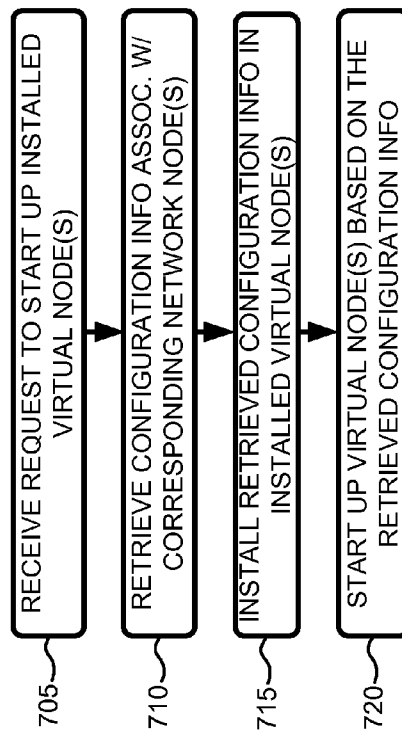 705
RECEIVE REQUEST TO START UP INSTALLED
VIRTUAL NODE(S)
710
RETRIEVE CONFIGURATION INFO ASSOC. W/
CORRESPONDING NETWORK NODE(S)
715
INSTALL RETRIEVED CONFIGURATION INFO IN
INSTALLED VIRTUAL NODE(S)
720
START UP VIRTUAL NODE(S) BASED ON THE
RETRIEVED CONFIGURATION INFO